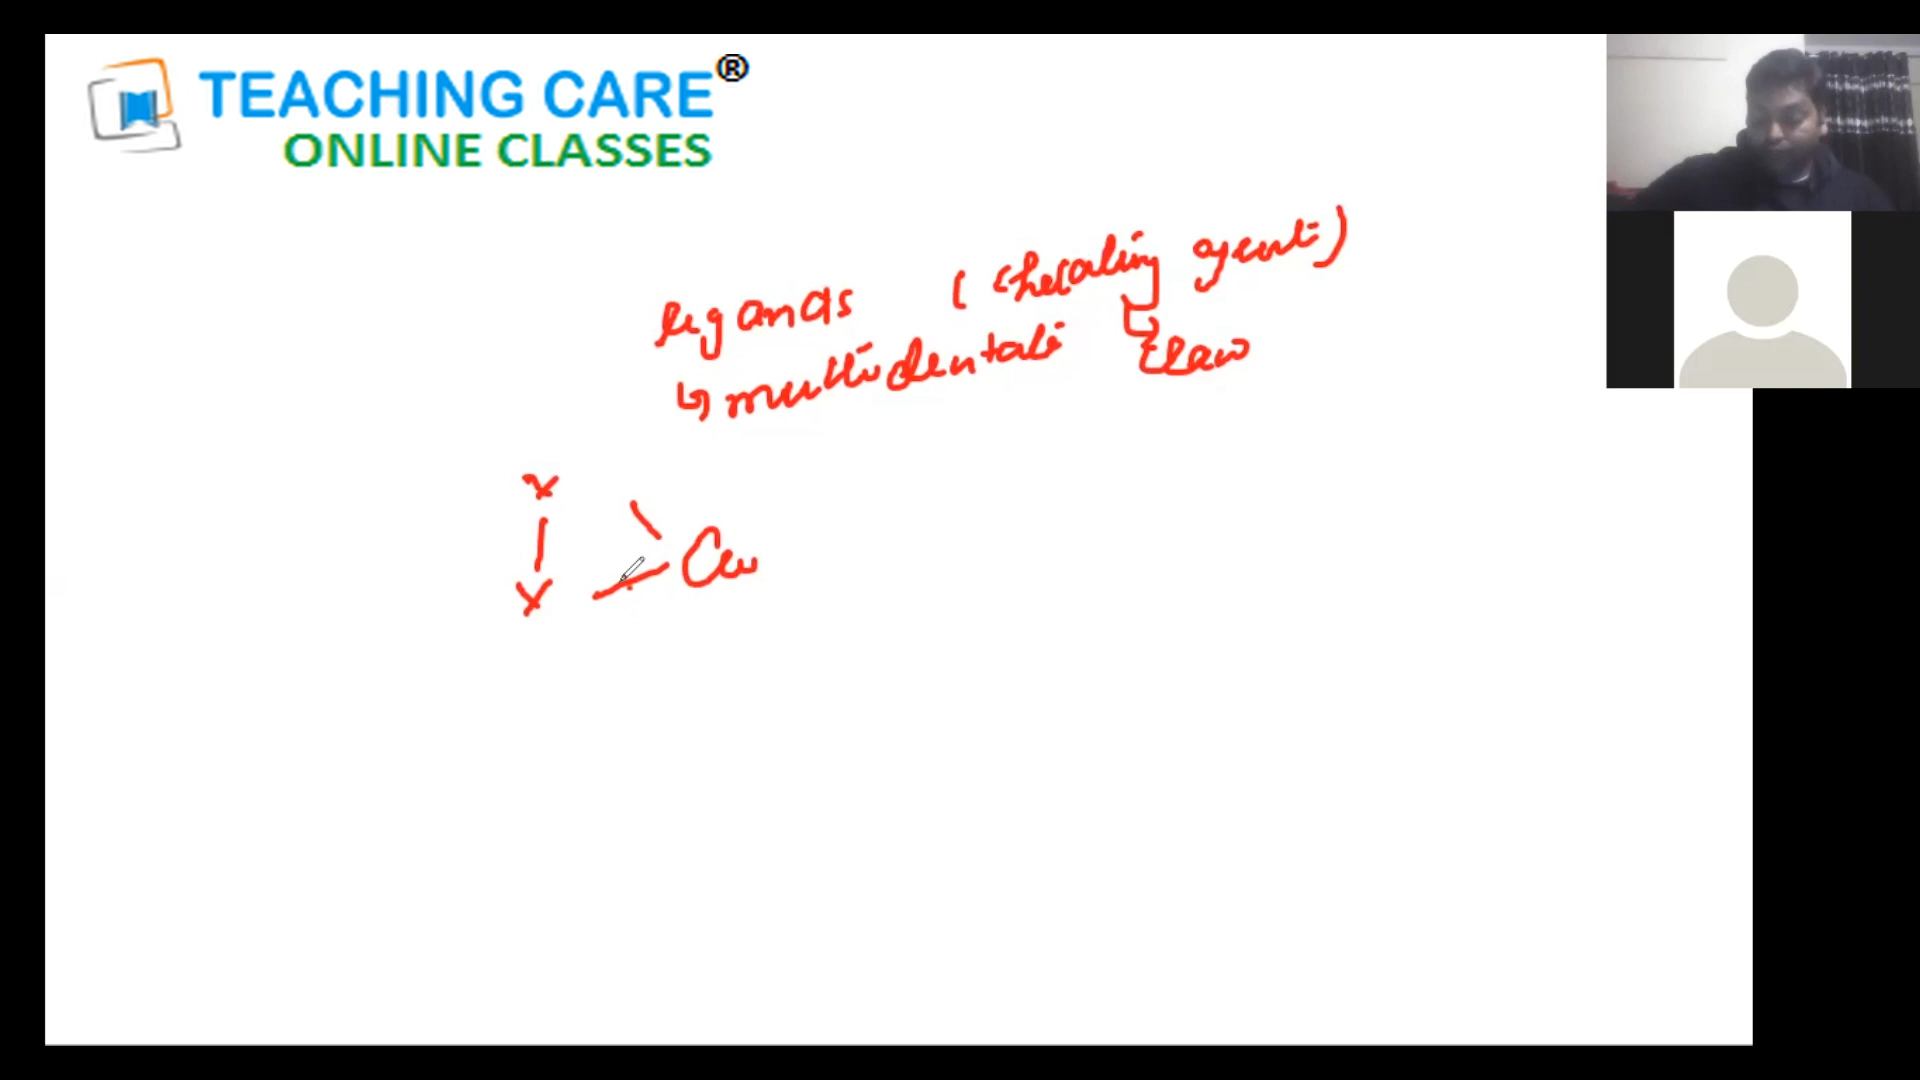 TEACHING CARE®
ONLINE CLASSES
ligands (chelating agent)
↳ multidentate claw
x
x
Cu